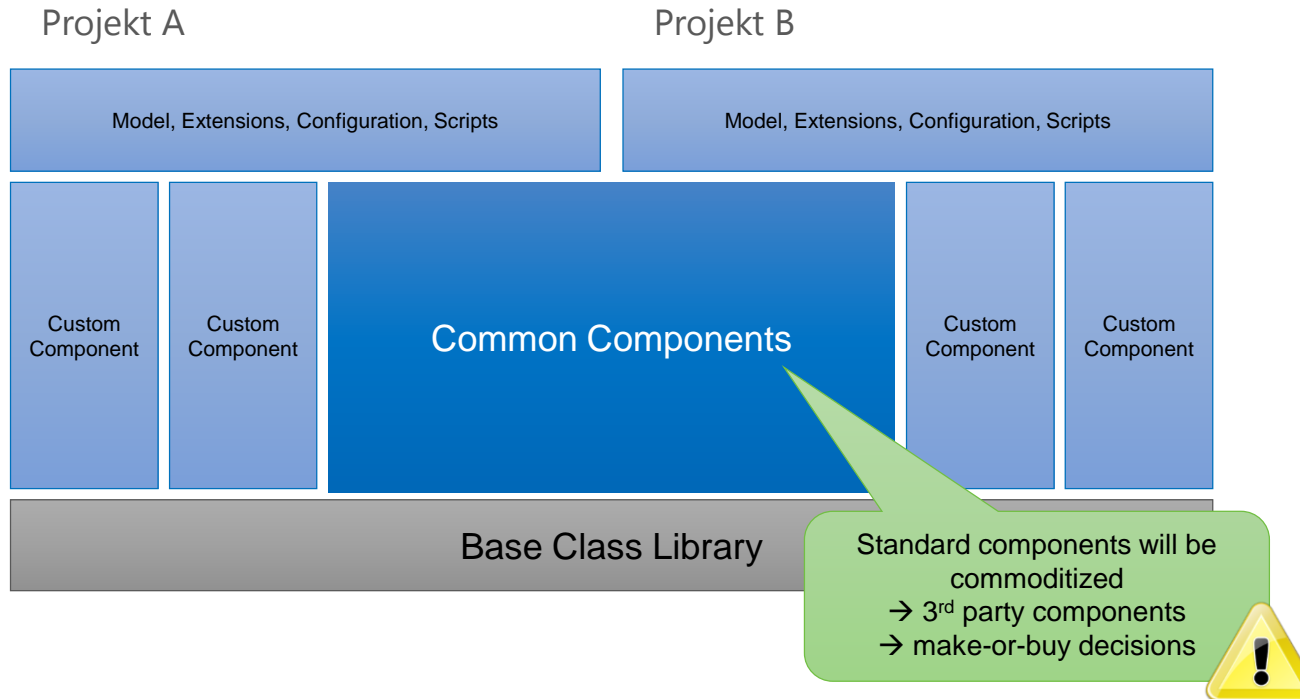 Projekt A
Projekt B
Model, Extensions, Configuration, Scripts
Model, Extensions, Configuration, Scripts
Custom
Component
Custom
Component
Common Components
Custom
Component
Custom
Component
Base Class Library
Standard components will be
commoditized
→ 3rd party components
→ make-or-buy decisions
!